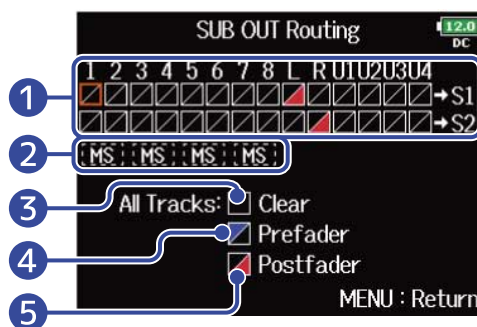 SUB OUT Routing
12.0
DC
1 2 3 4 5 6 7 8 L R U1U2U3U4
1
→S1
→S2
2
MS MS MS MS
3
All Tracks: Clear
4
Prefader
Postfader
5
MENU : Return